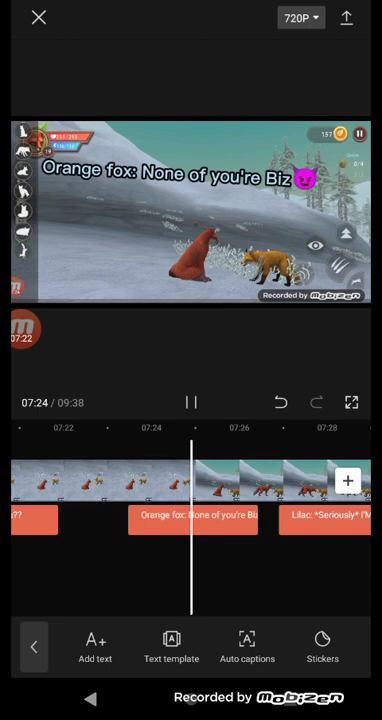 720P
157
Orange fox: None of you're Biz😈
Recorded by mobizen
07:22
07:24 / 09:38
07:22
07:24
07:26
07:28
??
Orange fox: None of you're Biz
Lilac: *Seriously* I'M
Add text
Text template
Auto captions
Stickers
Recorded by mobizen